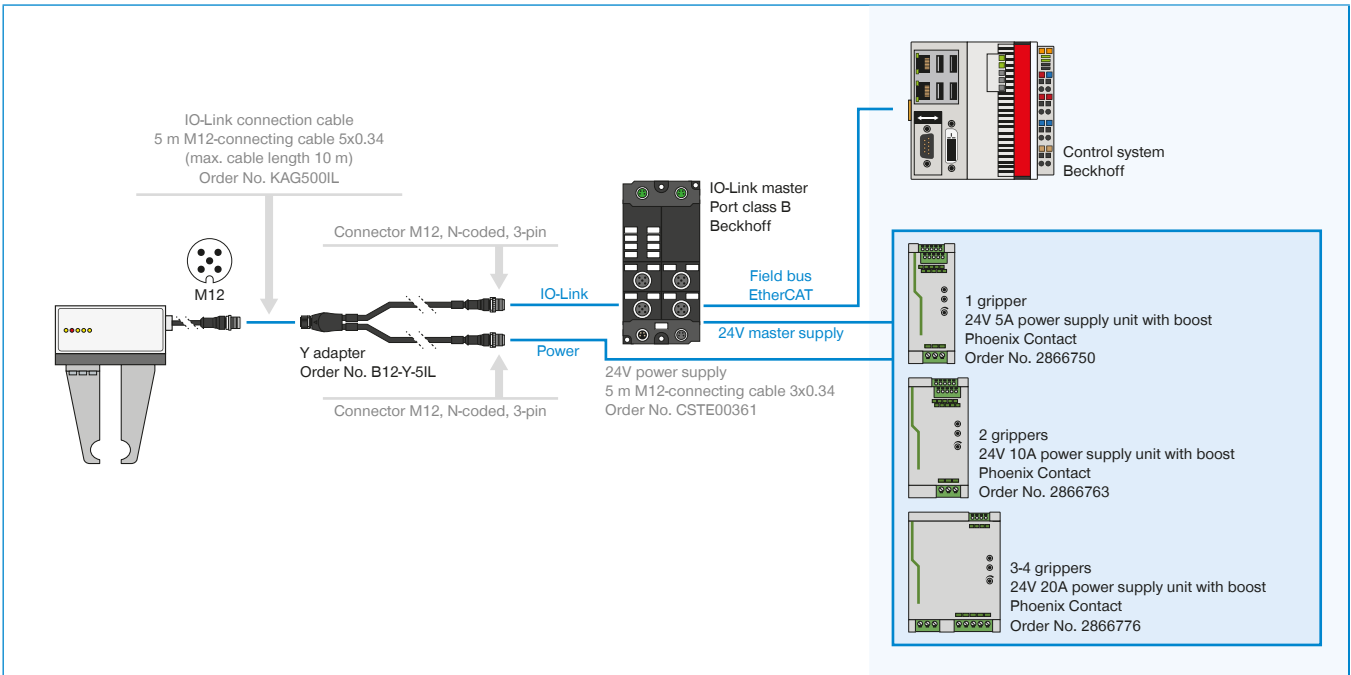 IO-Link connection cable
5 m M12-connecting cable 5x0.34
(max. cable length 10 m)
Order No. KAG500IL
M12
Connector M12, N-coded, 3-pin
Y adapter
Order No. B12-Y-5IL
Connector M12, N-coded, 3-pin
IO-Link
Power
IO-Link master
Port class B
Beckhoff
Field bus
EtherCAT
24V master supply
24V power supply
5 m M12-connecting cable 3x0.34
Order No. CSTE00361
Control system
Beckhoff
1 gripper
24V 5A power supply unit with boost
Phoenix Contact
Order No. 2866750
2 grippers
24V 10A power supply unit with boost
Phoenix Contact
Order No. 2866763
3-4 grippers
24V 20A power supply unit with boost
Phoenix Contact
Order No. 2866776